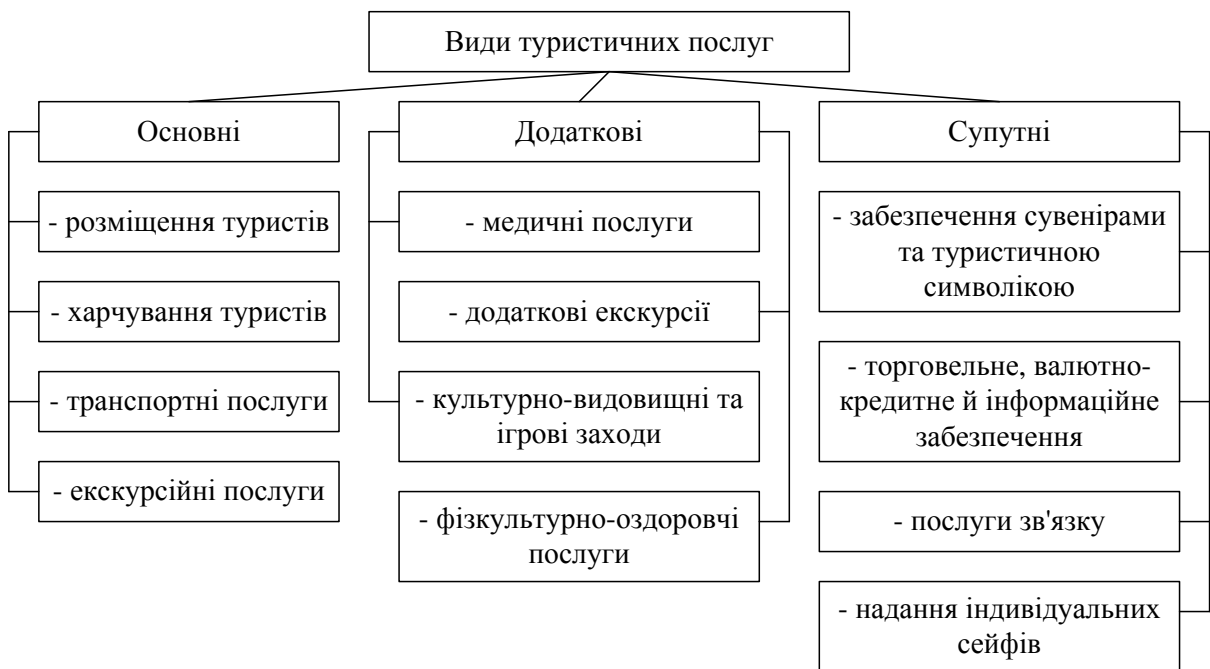 Види туристичних послуг
Основні
- розміщення туристів
- харчування туристів
- транспортні послуги
- екскурсійні послуги
Додаткові
- медичні послуги
- додаткові екскурсії
- культурно-видовищні та
ігрові заходи
- фізкультурно-оздоровчі
послуги
Супутні
- забезпечення сувенірами
та туристичною
символікою
- торговельне, валютно-
кредитне й інформаційне
забезпечення
- послуги зв'язку
- надання індивідуальних
сейфів